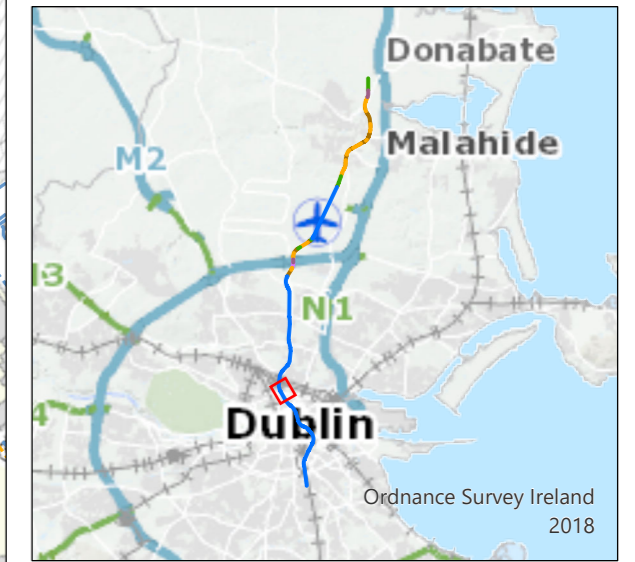 Donabate
M2
Malahide
N1
Dublin
Ordnance Survey Ireland
2018